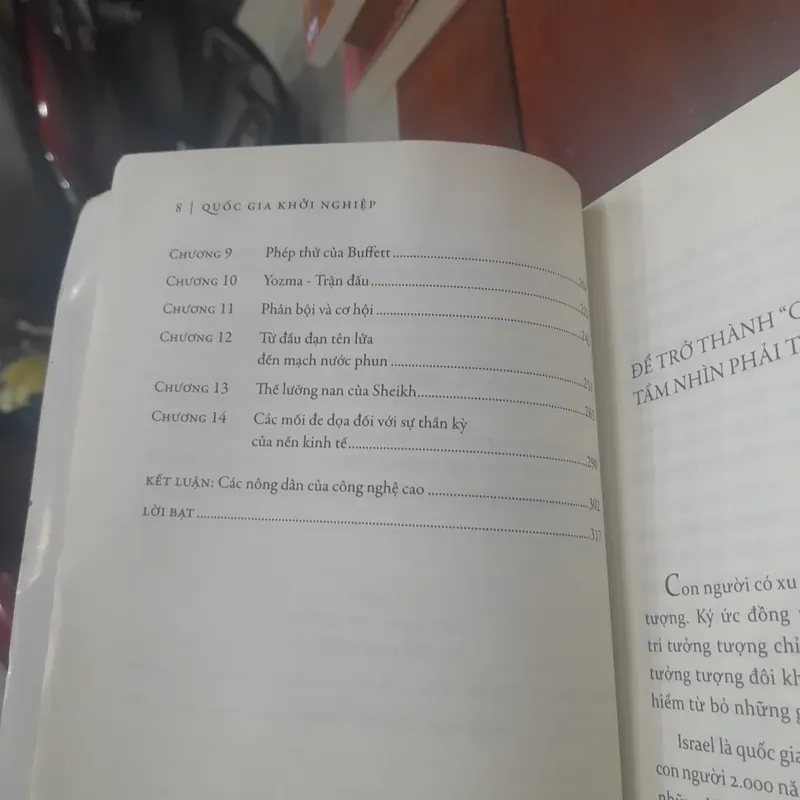 8 | QUỐC GIA KHỞI NGHIỆP
CHƯƠNG 9 Phép thử của Buffett
CHƯƠNG 10 Yozma - Trận đấu
CHƯƠNG 11 Phản bội và cơ hội
CHƯƠNG 12 Từ đầu đạn tên lửa
đến mạch nước phun 251
CHƯƠNG 13 Thế lưỡng nan của Sheikh
CHƯƠNG 14 Các mối đe dọa đối với sự thần kỳ
của nền kinh tế 290
KẾT LUẬN: Các nông dân của công nghệ cao 302
LỜI BẠT 317
ĐỂ TRỞ THÀNH “
TẦM NHÌN PHẢI
Con người có xu
tượng. Ký ức đồng
trí tưởng tượng chỉ
tưởng tượng đôi
hiểm từ bỏ những
Israel là quốc gia
con người 2.000